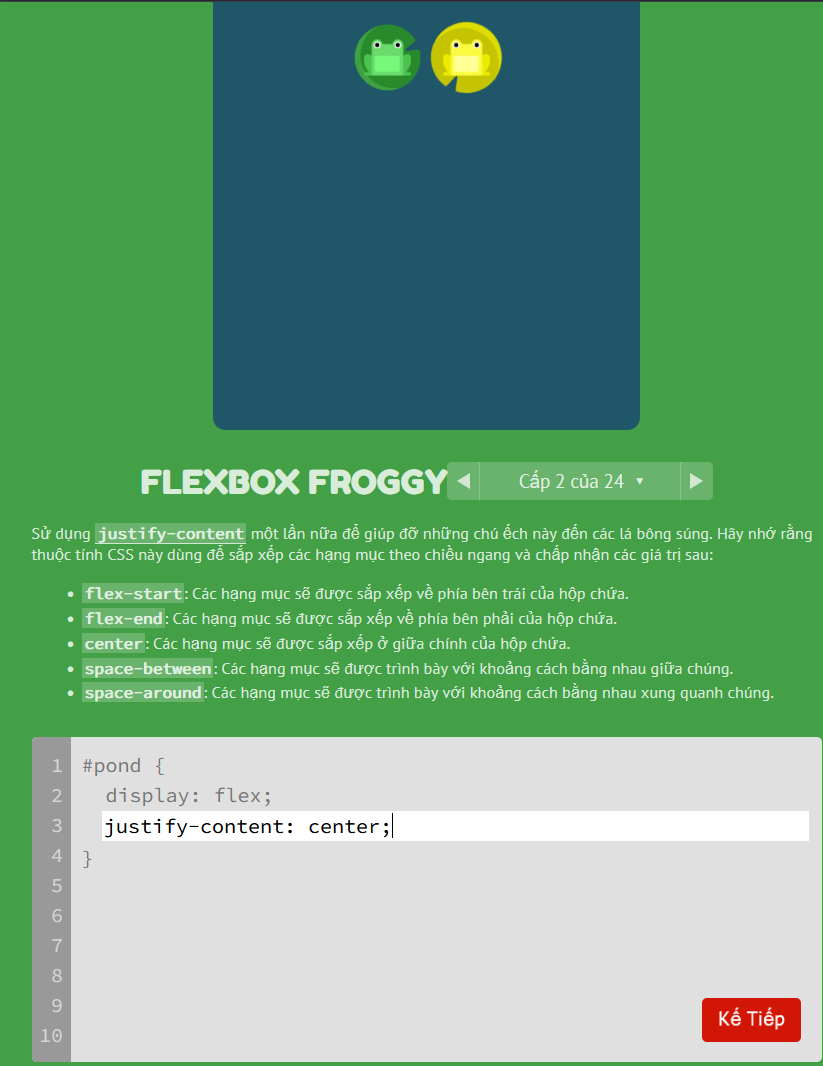 FLEXBOX FROGGY
◀ Cấp 2 của 24 ▼ ▶
Sử dụng justify-content một lần nữa để giúp đỡ những chú ếch này đến các lá bông súng. Hãy nhớ rằng
thuộc tính CSS này dùng để sắp xếp các hạng mục theo chiều ngang và chấp nhận các giá trị sau:
• flex-start: Các hạng mục sẽ được sắp xếp về phía bên trái của hộp chứa.
• flex-end: Các hạng mục sẽ được sắp xếp về phía bên phải của hộp chứa.
• center: Các hạng mục sẽ được sắp xếp ở giữa chính của hộp chứa.
• space-between: Các hạng mục sẽ được trình bày với khoảng cách bằng nhau giữa chúng.
• space-around: Các hạng mục sẽ được trình bày với khoảng cách bằng nhau xung quanh chúng.
1 #pond {
2 display: flex;
3 justify-content: center;
4 }
5
6
7
8
9
10
Kế Tiếp